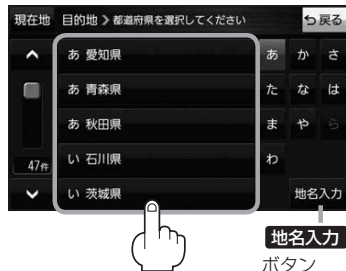 現在地 目的地 》都道府県を選択してください ⮌戻る
あ 愛知県 あ か さ
あ 青森県 た な は
あ 秋田県 ま や ら
い 石川県 わ
47件
い 茨城県 地名入力
地名入力
ボタン